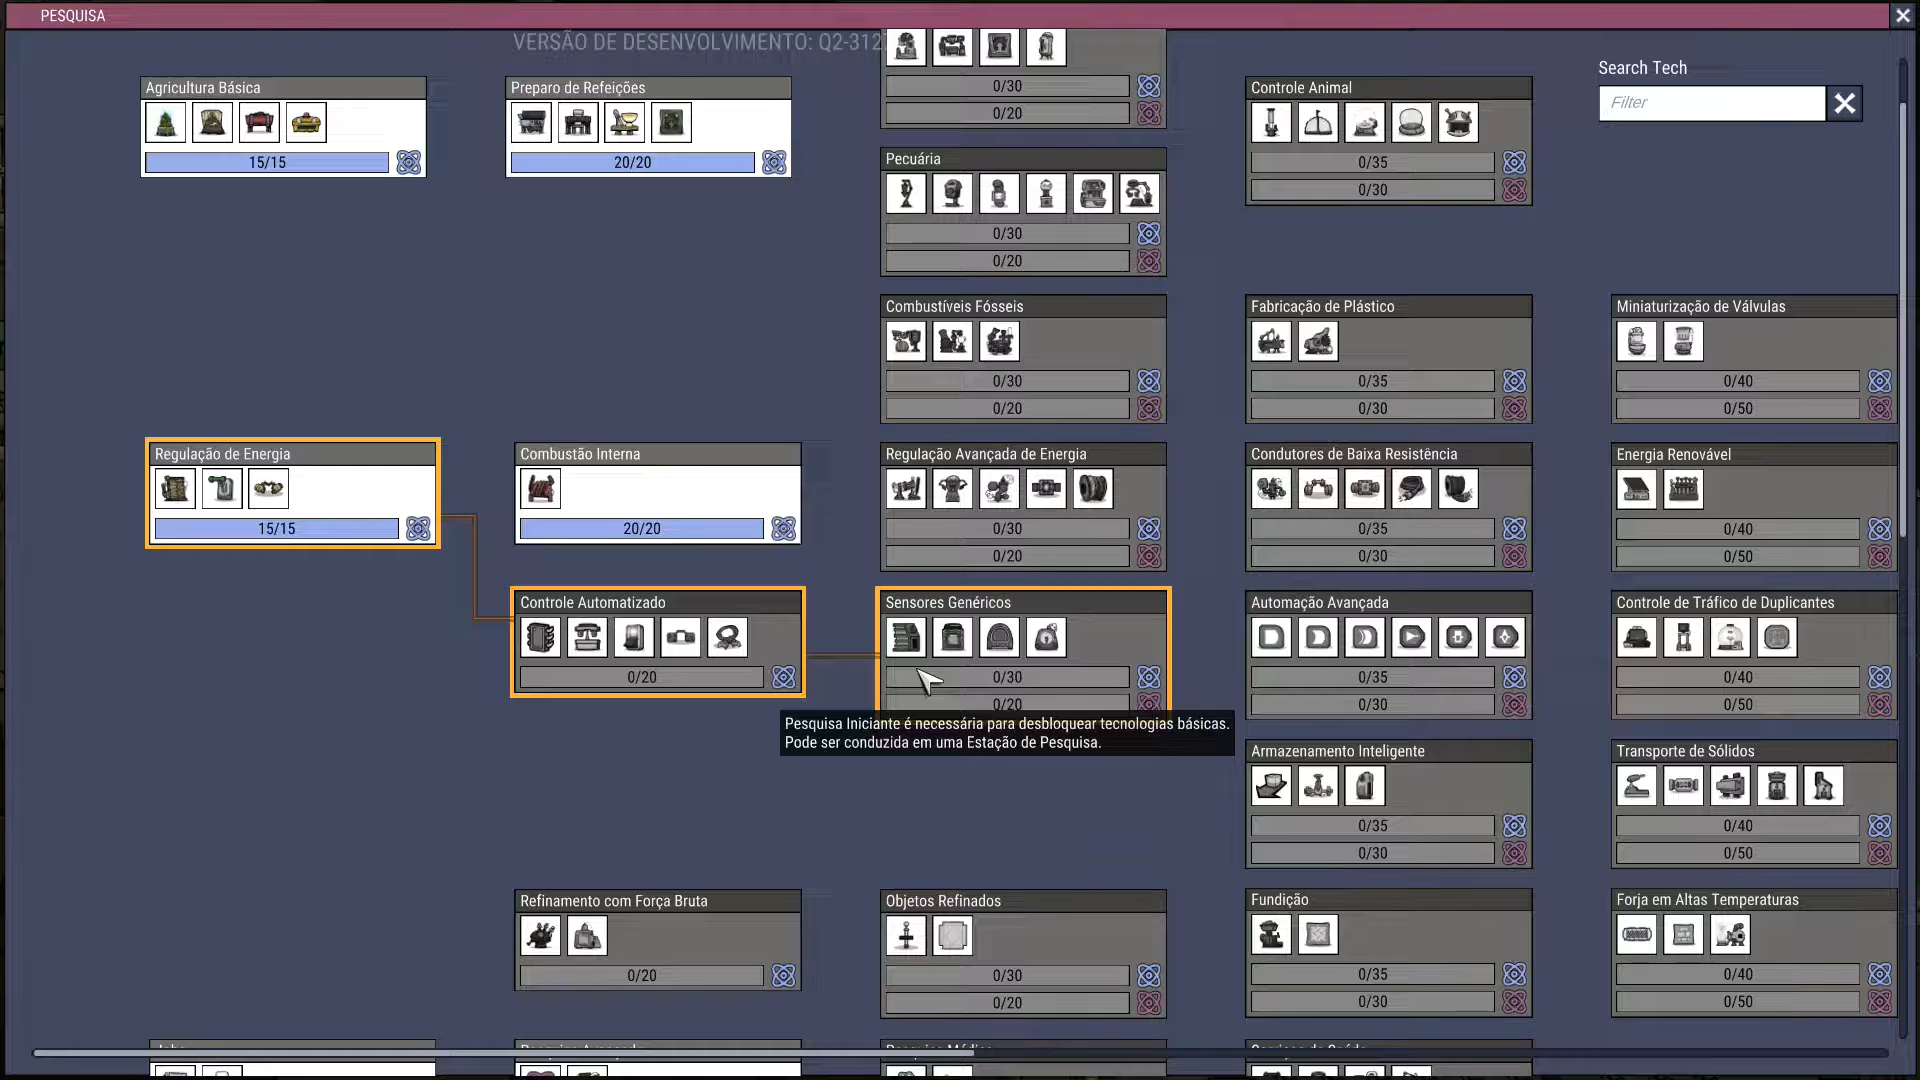 PESQUISA
VERSÃO DE DESENVOLVIMENTO: Q2-312
Search Tech
Filter
Agricultura Básica
15/15
Preparo de Refeições
20/20
0/30
0/20
Controle Animal
0/35
0/30
Pecuária
0/30
0/20
Combustíveis Fósseis
0/30
0/20
Fabricação de Plástico
0/35
0/30
Miniaturização de Válvulas
0/40
0/50
Regulação de Energia
15/15
Combustão Interna
20/20
Regulação Avançada de Energia
0/30
0/20
Condutores de Baixa Resistência
0/35
0/30
Energia Renovável
0/40
0/50
Controle Automatizado
0/20
Sensores Genéricos
0/30
0/20
Pesquisa Iniciante é necessária para desbloquear tecnologias básicas.
Pode ser conduzida em uma Estação de Pesquisa.
Automação Avançada
0/35
0/30
Controle de Tráfico de Duplicantes
0/40
0/50
Armazenamento Inteligente
0/35
0/30
Transporte de Sólidos
0/40
0/50
Refinamento com Força Bruta
0/20
Objetos Refinados
0/30
0/20
Fundição
0/35
0/30
Forja em Altas Temperaturas
0/40
0/50